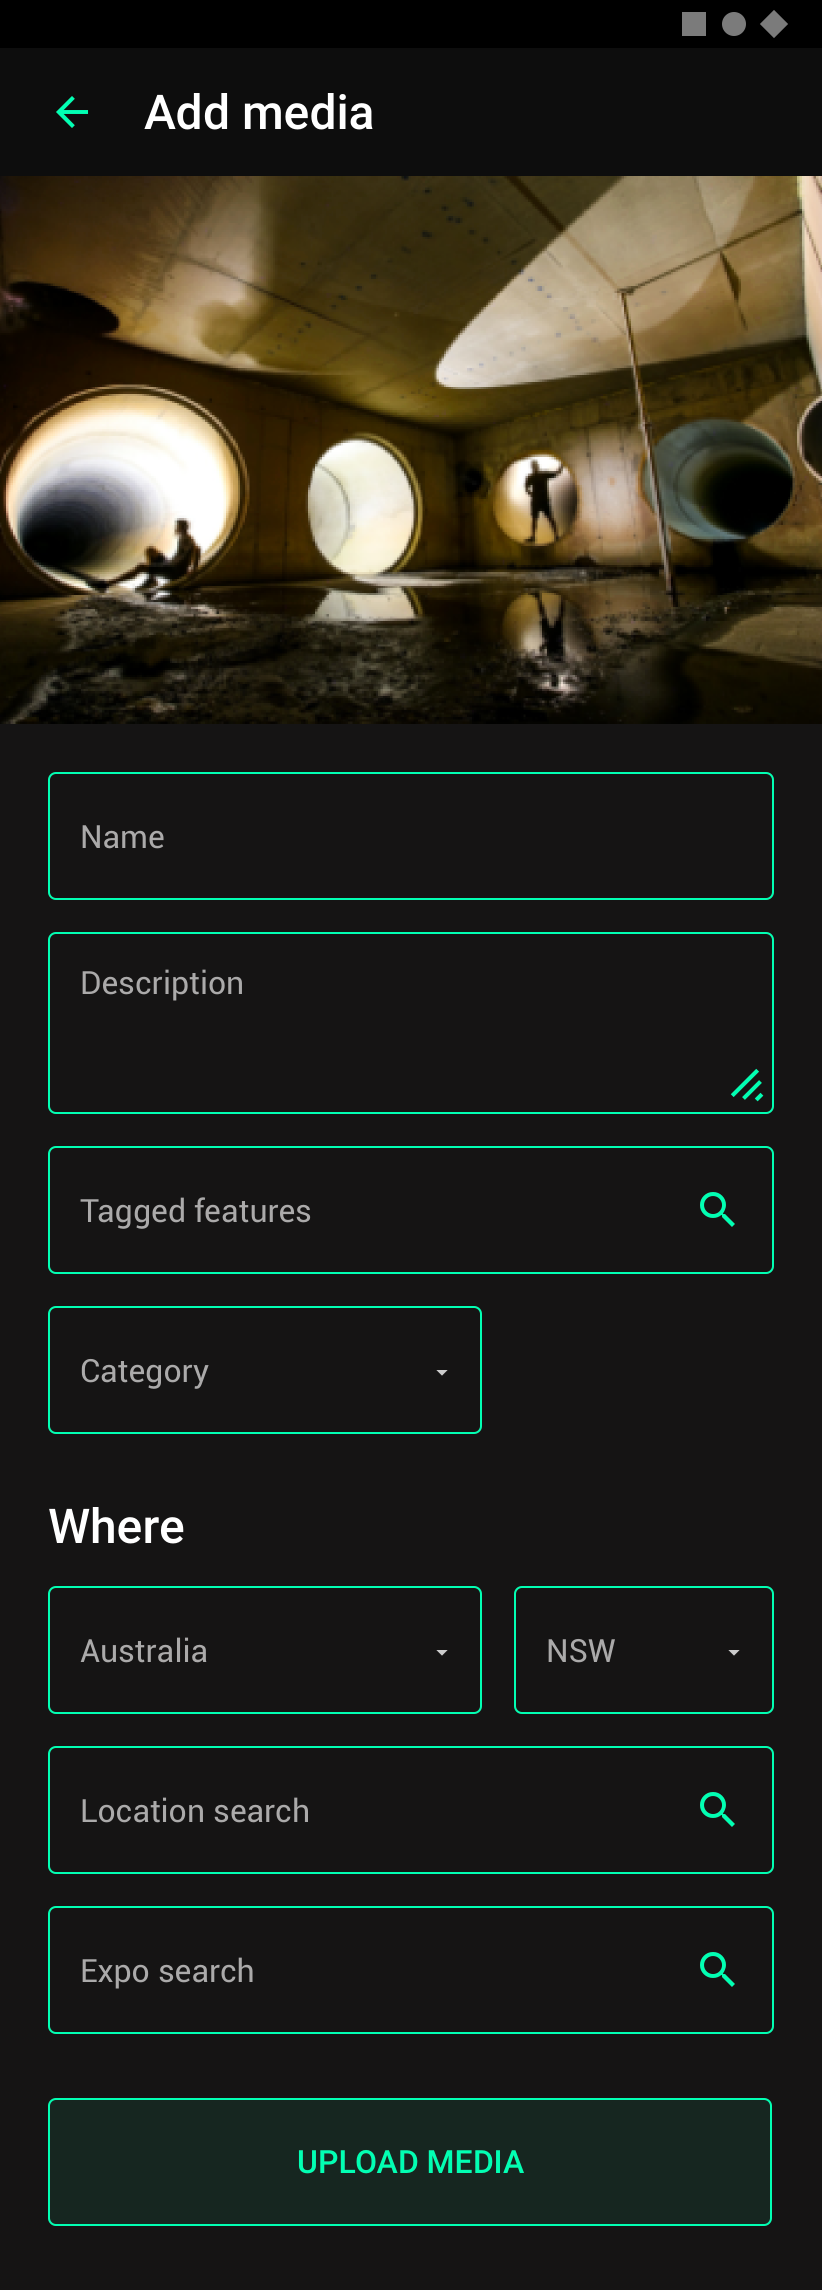 Add media
Name
Description
Tagged features
Category
Where
Australia
NSW
Location search
Expo search
UPLOAD MEDIA